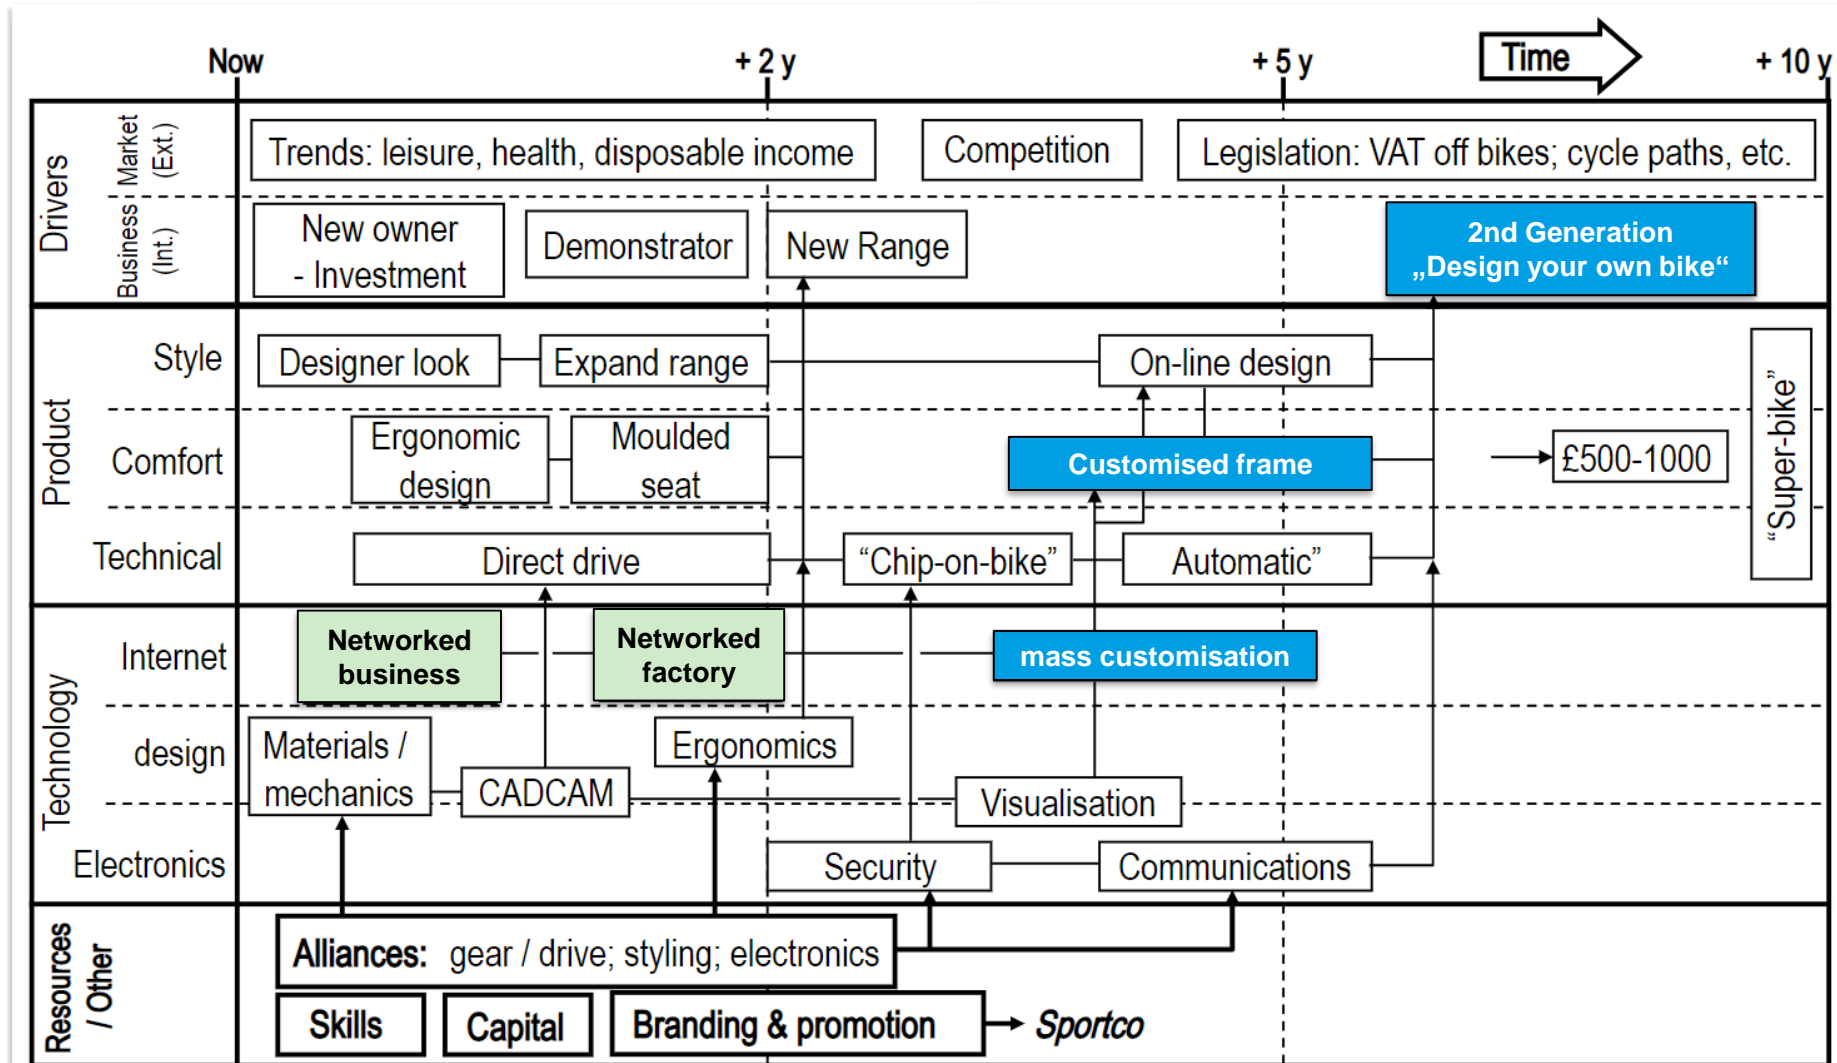 Now
+ 2 y
+ 5 y
Time
+ 10 y
Drivers
Market
(Ext.)
Trends: leisure, health, disposable income
Competition
Legislation: VAT off bikes; cycle paths, etc.
Business
(Int.)
New owner
- Investment
Demonstrator
New Range
2nd Generation
„Design your own bike“
Product
Style
Designer look
Expand range
On-line design
Comfort
Ergonomic
design
Moulded
seat
Customised frame
£500-1000
“Super-bike”
Technical
Direct drive
“Chip-on-bike”
Automatic”
Technology
Internet
Networked
business
Networked
factory
mass customisation
design
Materials /
mechanics
CADCAM
Ergonomics
Visualisation
Electronics
Security
Communications
Resources
/ Other
Alliances: gear / drive; styling; electronics
Skills
Capital
Branding & promotion
Sportco